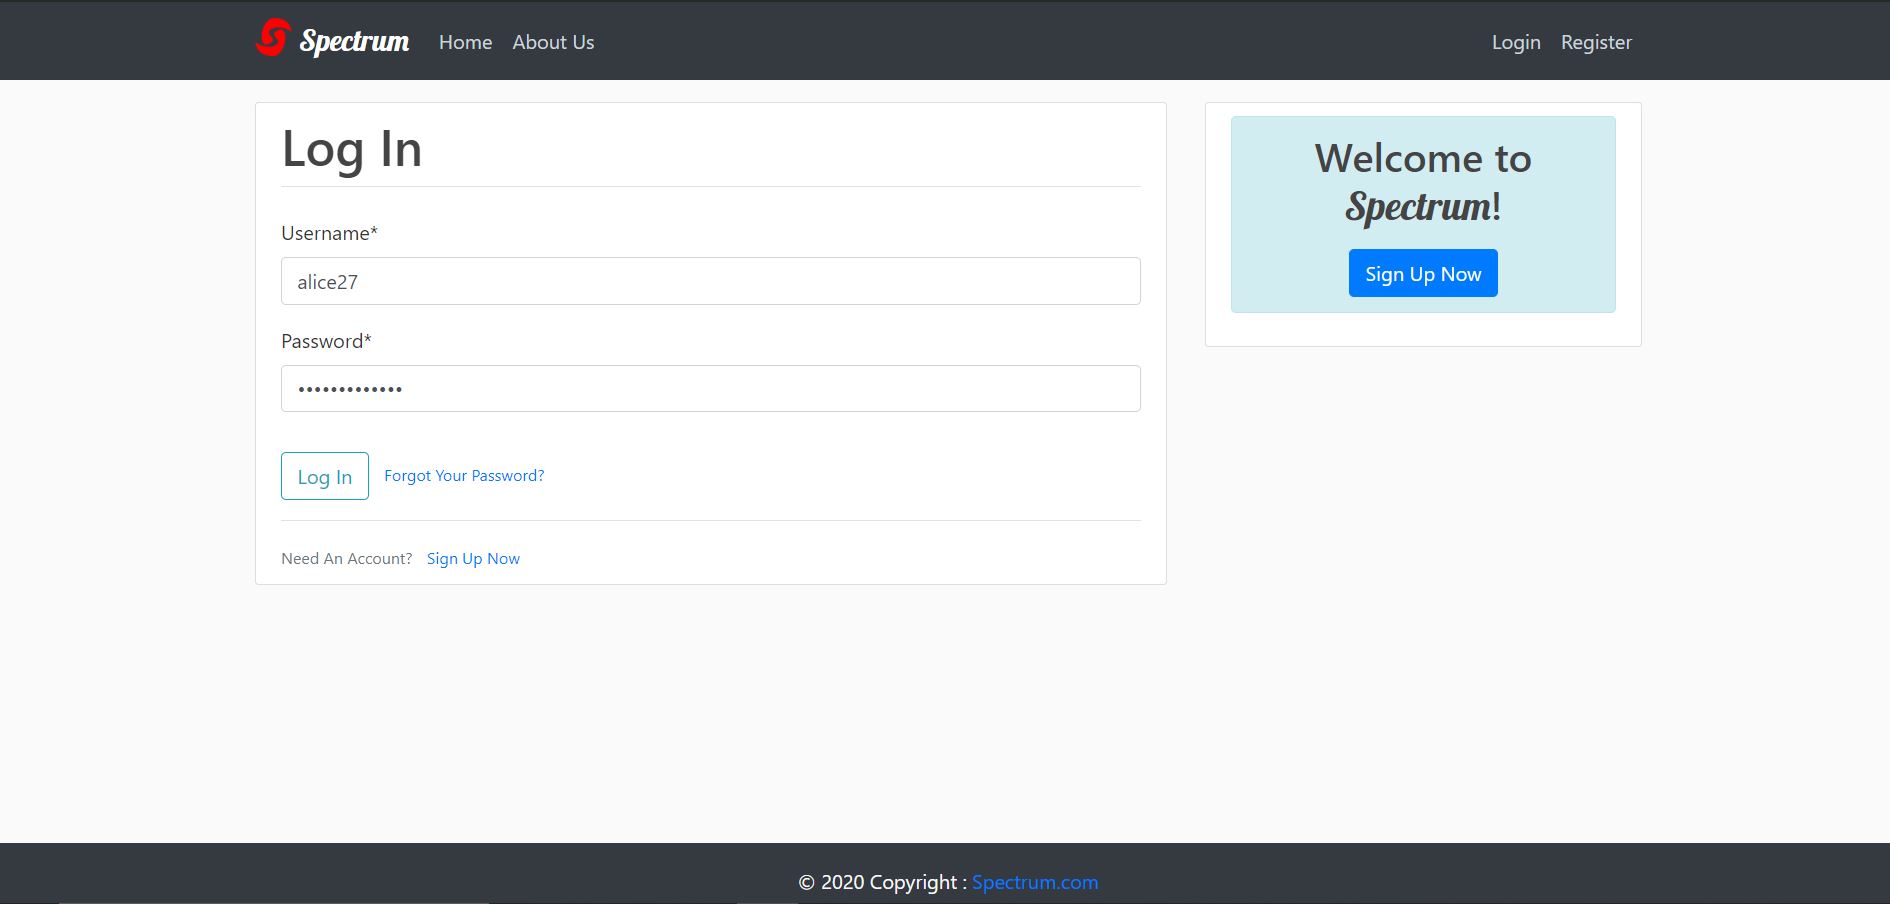 Spectrum Home About Us Login Register
Log In
Username*
alice27
Password*
•••••••••••••
Log In Forgot Your Password?
Need An Account? Sign Up Now
Welcome to
Spectrum!
Sign Up Now
© 2020 Copyright : Spectrum.com